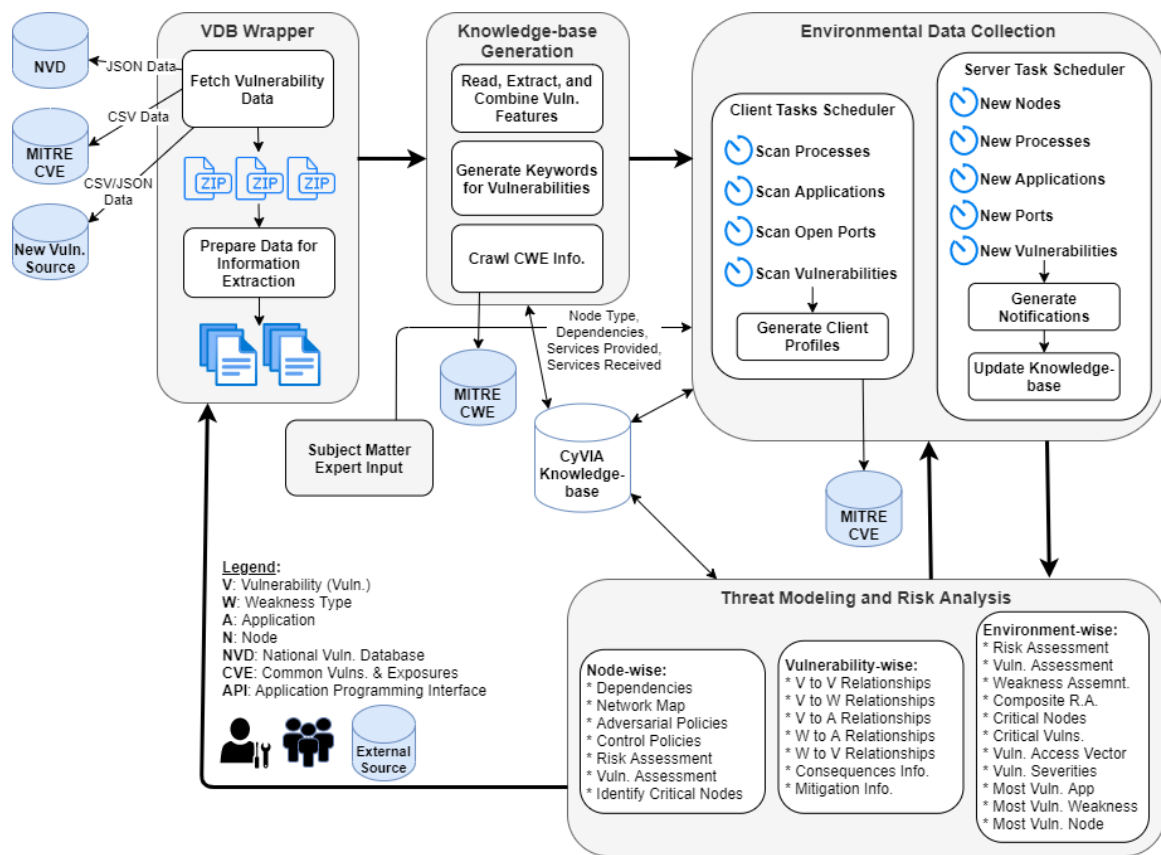 VDB Wrapper
NVD
JSON Data
Fetch Vulnerability
Data
CSV Data
MITRE
CVE
ZIP
ZIP
ZIP
CSV/JSON
Data
New Vuln.
Source
Prepare Data for
Information
Extraction
Knowledge-base
Generation
Read, Extract, and
Combine Vuln.
Features
Generate Keywords
for Vulnerabilities
Crawl CWE Info.
MITRE
CWE
Node Type,
Dependencies,
Services Provided,
Services Received
Subject Matter
Expert Input
CyVIA
Knowledge-
base
Environmental Data Collection
Client Tasks Scheduler
Scan Processes
Scan Applications
Scan Open Ports
Scan Vulnerabilities
Generate Client
Profiles
Server Task Scheduler
New Nodes
New Processes
New Applications
New Ports
New Vulnerabilities
Generate
Notifications
Update Knowledge-
base
MITRE
CVE
Legend:
V: Vulnerability (Vuln.)
W: Weakness Type
A: Application
N: Node
NVD: National Vuln. Database
CVE: Common Vulns. & Exposures
API: Application Programming Interface
External
Source
Threat Modeling and Risk Analysis
Node-wise:
* Dependencies
* Network Map
* Adversarial Policies
* Control Policies
* Risk Assessment
* Vuln. Assessment
* Identify Critical Nodes
Vulnerability-wise:
* V to V Relationships
* V to W Relationships
* V to A Relationships
* W to A Relationships
* W to V Relationships
* Consequences Info.
* Mitigation Info.
Environment-wise:
* Risk Assessment
* Vuln. Assessment
* Weakness Assemnt.
* Composite R.A.
* Critical Nodes
* Critical Vulns.
* Vuln. Access Vector
* Vuln. Severities
* Most Vuln. App
* Most Vuln. Weakness
* Most Vuln. Node